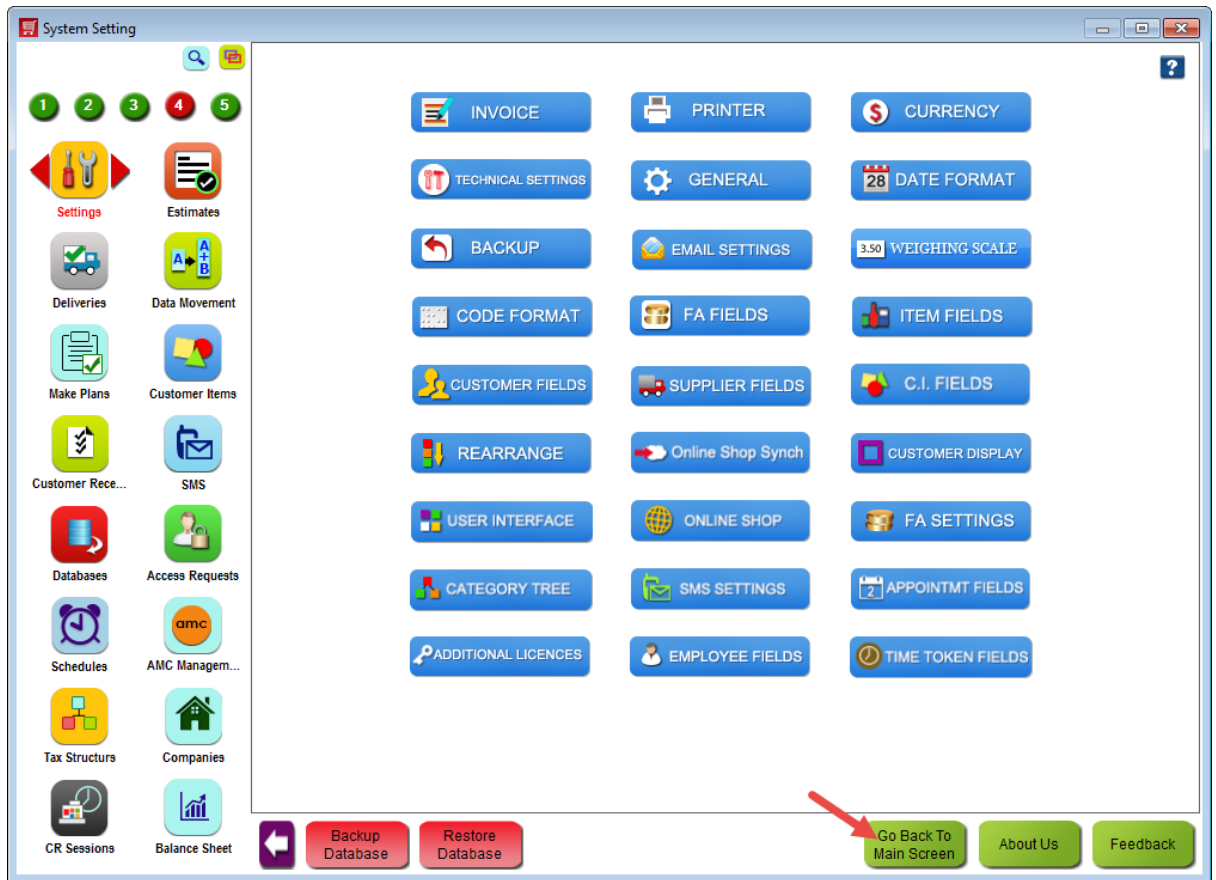 System Setting
?
1 2 3 4 5
INVOICE PRINTER $ CURRENCY
TECHNICAL SETTINGS GENERAL 28 DATE FORMAT
BACKUP EMAIL SETTINGS 3.50 WEIGHING SCALE
CODE FORMAT FA FIELDS ITEM FIELDS
CUSTOMER FIELDS SUPPLIER FIELDS C.I. FIELDS
REARRANGE Online Shop Synch CUSTOMER DISPLAY
USER INTERFACE ONLINE SHOP FA SETTINGS
CATEGORY TREE SMS SETTINGS 2 APPOINTMT FIELDS
ADDITIONAL LICENCES EMPLOYEE FIELDS TIME TOKEN FIELDS
Settings Estimates
A A+B
Deliveries Data Movement
Make Plans Customer Items
Customer Rece... SMS
Databases Access Requests
amc
Schedules AMC Managem...
Tax Structurs Companies
CR Sessions Balance Sheet
Backup
Database
Restore
Database
Go Back To
Main Screen
About Us
Feedback